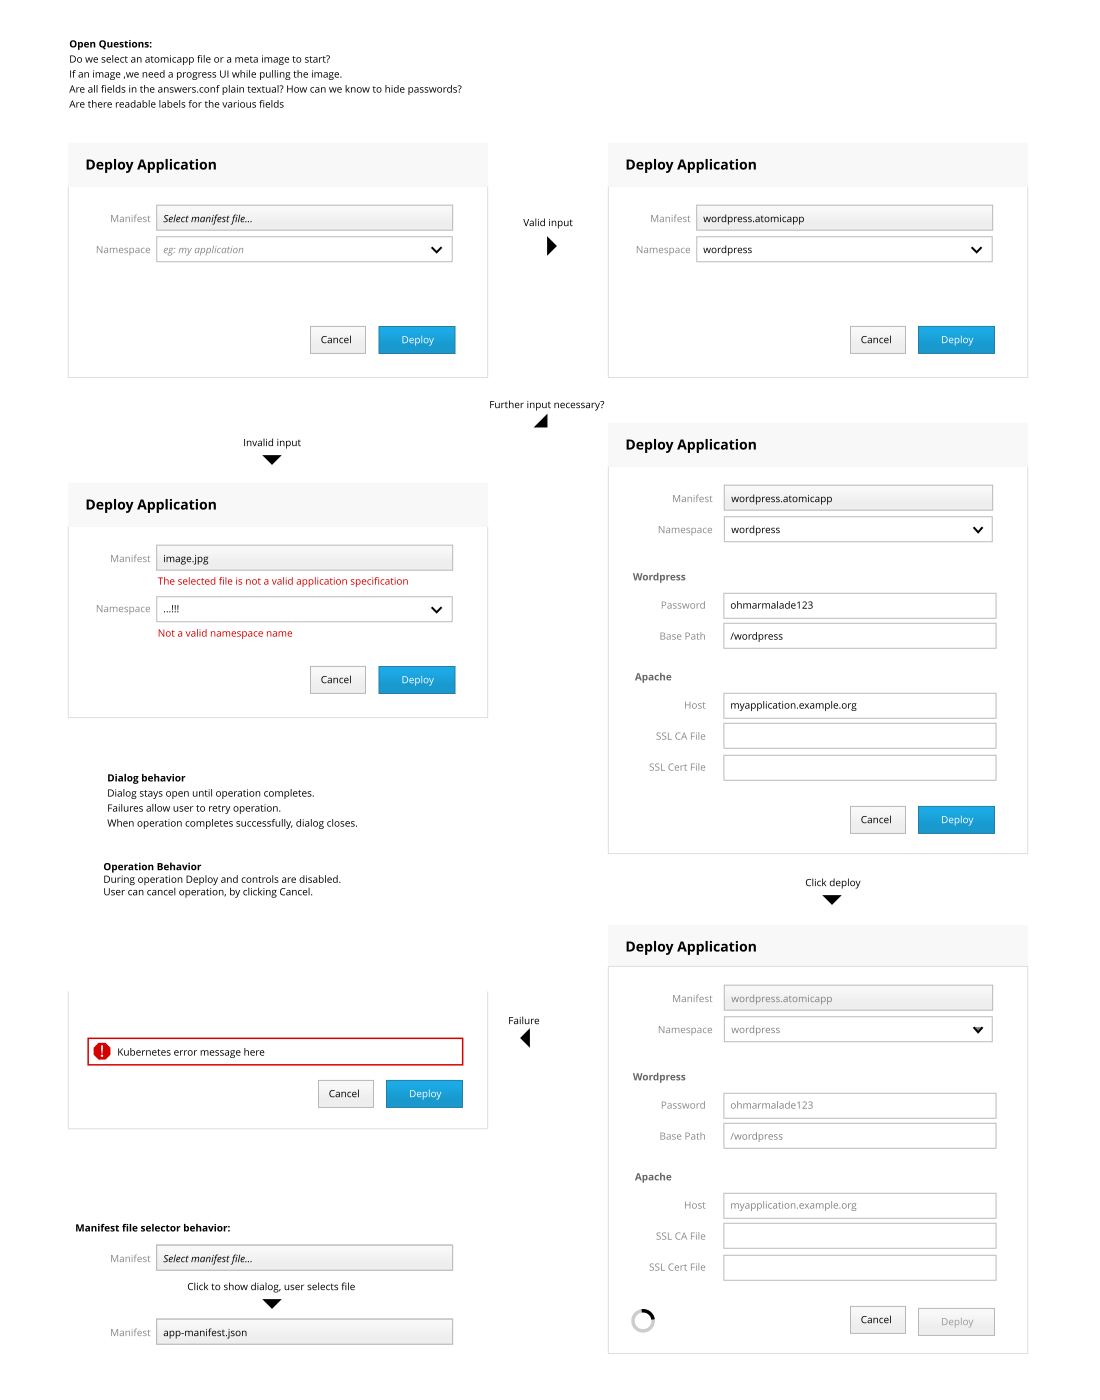 Open Questions:
Do we select an atomicapp file or a meta image to start?
If an image ,we need a progress UI while pulling the image.
Are all fields in the answers.conf plain textual? How can we know to hide passwords?
Are there readable labels for the various fields
Deploy Application
Manifest Select manifest file...
Namespace eg: my application
Cancel Deploy
Valid input
Deploy Application
Manifest wordpress.atomicapp
Namespace wordpress
Cancel Deploy
Further input necessary?
Invalid input
Deploy Application
Manifest image.jpg
The selected file is not a valid application specification
Namespace ...!!!
Not a valid namespace name
Cancel Deploy
Deploy Application
Manifest wordpress.atomicapp
Namespace wordpress
Wordpress
Password ohmarmalade123
Base Path /wordpress
Apache
Host myapplication.example.org
SSL CA File
SSL Cert File
Cancel Deploy
Dialog behavior
Dialog stays open until operation completes.
Failures allow user to retry operation.
When operation completes successfully, dialog closes.
Operation Behavior
During operation Deploy and controls are disabled.
User can cancel operation, by clicking Cancel.
Click deploy
Deploy Application
Manifest wordpress.atomicapp
Namespace wordpress
Wordpress
Password ohmarmalade123
Base Path /wordpress
Apache
Host myapplication.example.org
SSL CA File
SSL Cert File
Cancel Deploy
Failure
Kubernetes error message here
Cancel Deploy
Manifest file selector behavior:
Manifest Select manifest file...
Click to show dialog, user selects file
Manifest app-manifest.json